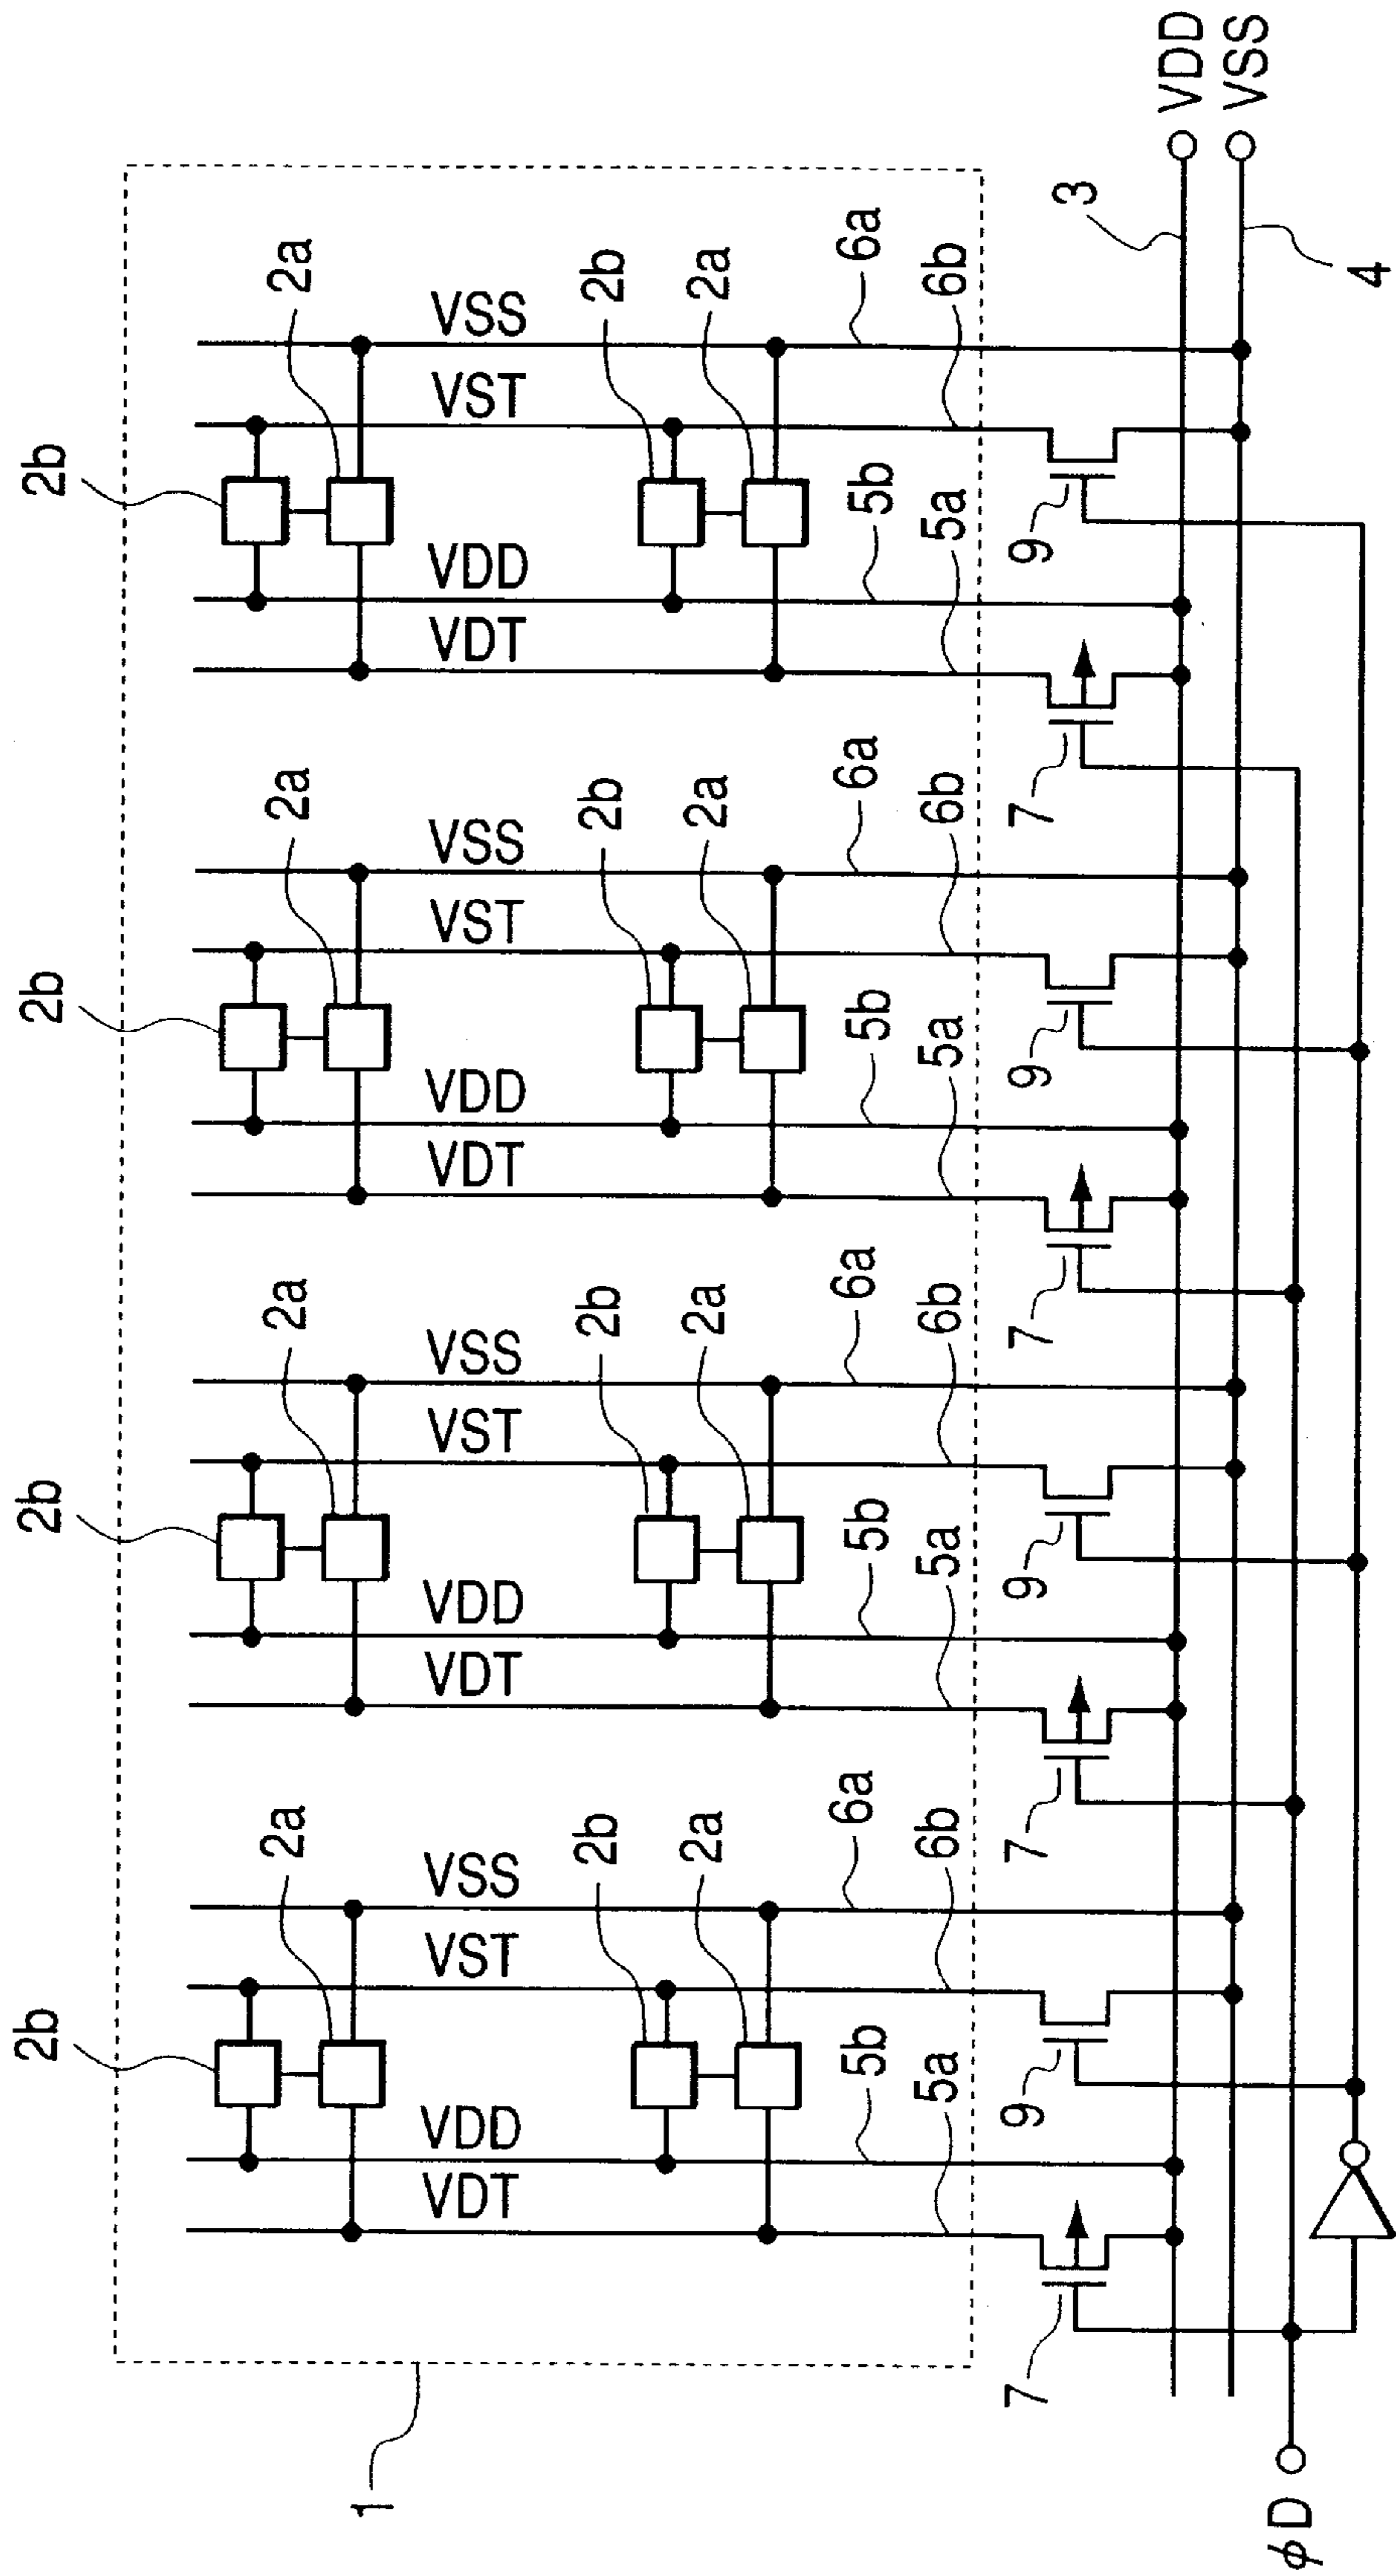 2b 2b 2b 2b
2a 2a 2a 2a
1
VDT VDD VST VSS VDT VDD VST VSS VDT VDD VST VSS VDT VDD VST VSS
2b 2b 2b 2b
2a 2a 2a 2a
5b 6a 5b 6a 5b 6a 5b 6a
5a 6b 5a 6b 5a 6b 5a 6b
7 9 7 9 7 9 7 9
3
VDD
VSS
φD
4